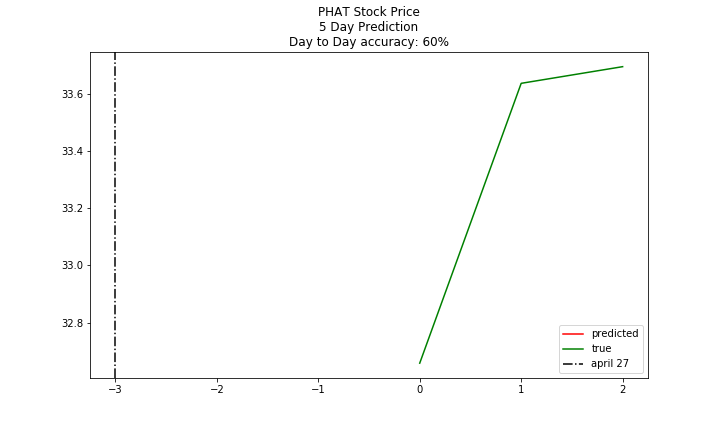 PHAT Stock Price
5 Day Prediction
Day to Day accuracy: 60%
33.6
33.4
33.2
33.0
32.8
−3
−2
−1
0
1
2
predicted
true
april 27